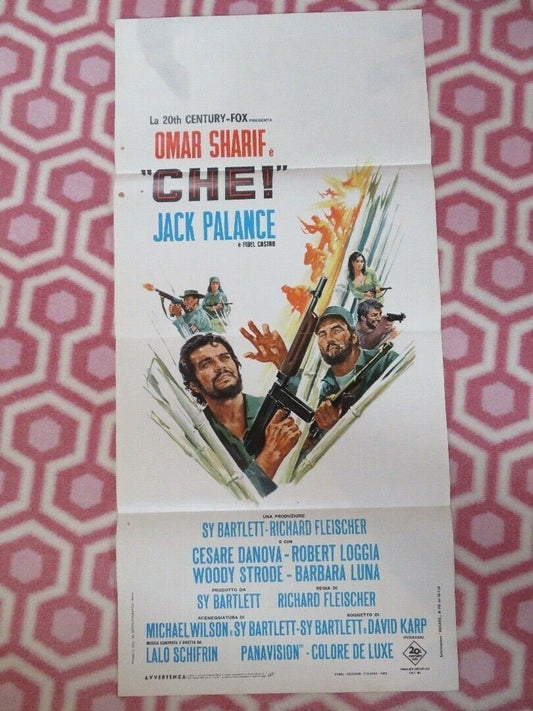 La 20th CENTURY-FOX PRESENTA
OMAR SHARIF è
"CHE!"
JACK PALANCE
è FIDEL CASTRO
UNA PRODUZIONE
SY BARTLETT-RICHARD FLEISCHER
E CON
CESARE DANOVA - ROBERT LOGGIA
WOODY STRODE - BARBARA LUNA
PRODOTTO DA REGIA DI
SY BARTLETT RICHARD FLEISCHER
SCENEGGIATURA DI SOGGETTO DI
MICHAEL WILSON E SY BARTLETT-SY BARTLETT E DAVID KARP
MUSICA COMPOSTA E DIRETTA DA
LALO SCHIFRIN PANAVISION® - COLORE DE LUXE
20
AVVERTENZA